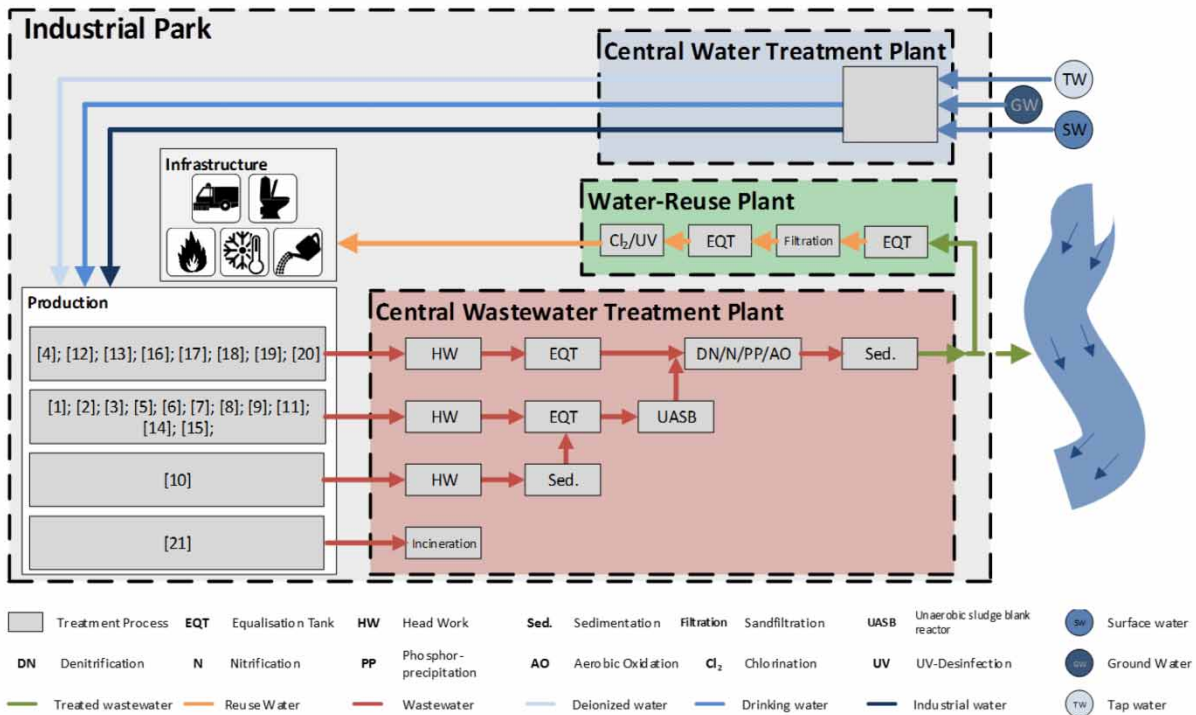 Industrial Park
Central Water Treatment Plant
TW
GW
SW
Infrastructure
Water-Reuse Plant
Cl₂/UV
EQT
Filtration
EQT
Production
Central Wastewater Treatment Plant
[4]; [12]; [13]; [16]; [17]; [18]; [19]; [20]
HW
EQT
DN/N/PP/AO
Sed.
[1]; [2]; [3]; [5]; [6]; [7]; [8]; [9]; [11];
[14]; [15];
HW
EQT
UASB
[10]
HW
Sed.
[21]
Incineration
Treatment Process
EQT Equalisation Tank
HW Head Work
Sed. Sedimentation
Filtration Sandfiltration
UASB Unaerobic sludge blank
reactor
SW Surface water
DN Denitrification
N Nitrification
PP Phosphor-
precipitation
AO Aerobic Oxidation
Cl₂ Chlorination
UV UV-Desinfection
GW Ground Water
Treated wastewater
Reuse Water
Wastewater
Deionized water
Drinking water
Industrial water
TW Tap water